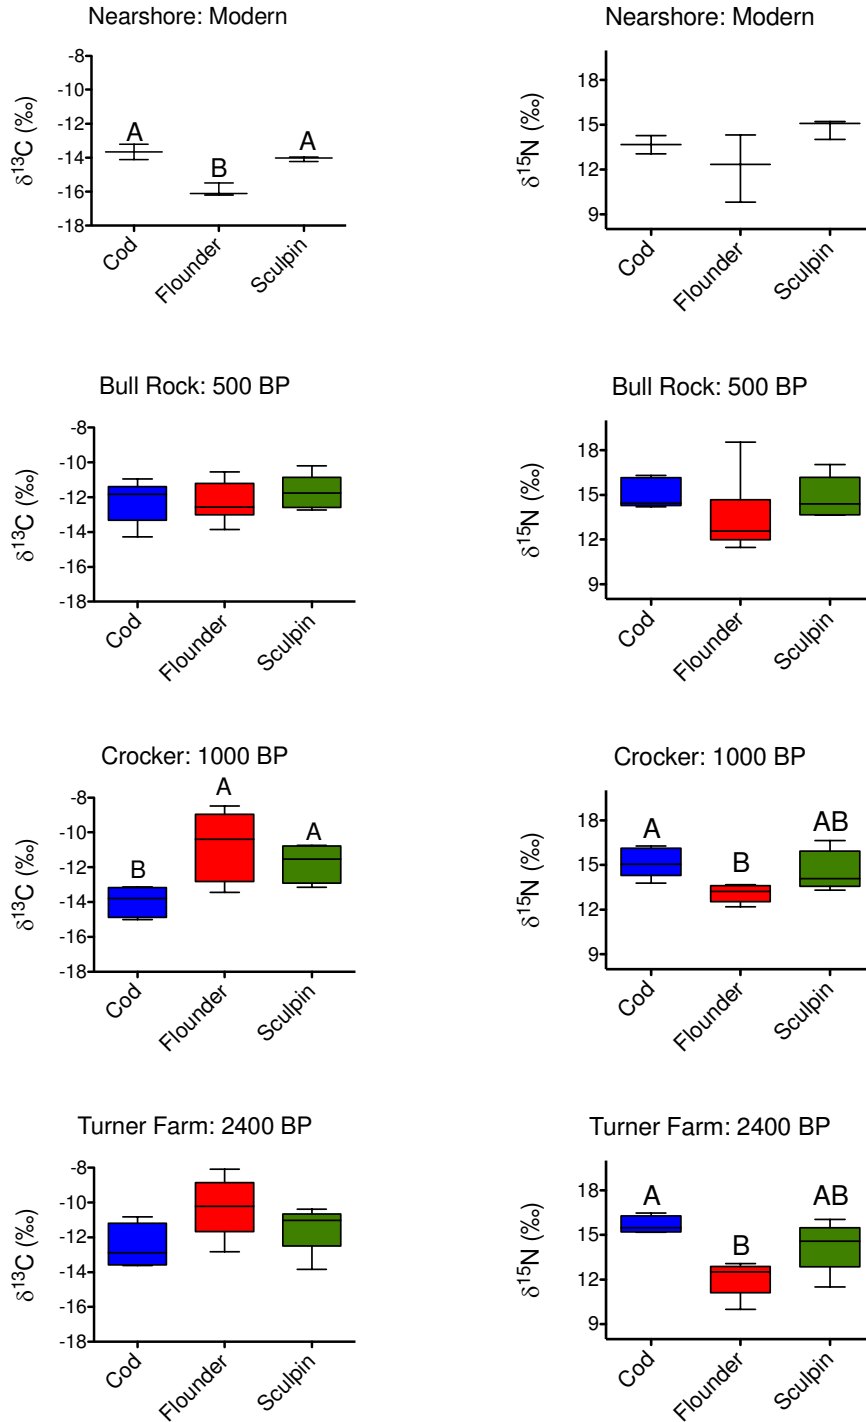 Nearshore: Modern
δ13C (‰)
-8
-10
-12
-14
-16
-18
A
B
A
Cod
Flounder
Sculpin
Nearshore: Modern
δ15N (‰)
18
15
12
9
Cod
Flounder
Sculpin
Bull Rock: 500 BP
δ13C (‰)
-8
-10
-12
-14
-16
-18
Cod
Flounder
Sculpin
Bull Rock: 500 BP
δ15N (‰)
18
15
12
9
Cod
Flounder
Sculpin
Crocker: 1000 BP
δ13C (‰)
-8
-10
-12
-14
-16
-18
B
A
A
Cod
Flounder
Sculpin
Crocker: 1000 BP
δ15N (‰)
18
15
12
9
A
B
AB
Cod
Flounder
Sculpin
Turner Farm: 2400 BP
δ13C (‰)
-8
-10
-12
-14
-16
-18
Cod
Flounder
Sculpin
Turner Farm: 2400 BP
δ15N (‰)
18
15
12
9
A
B
AB
Cod
Flounder
Sculpin